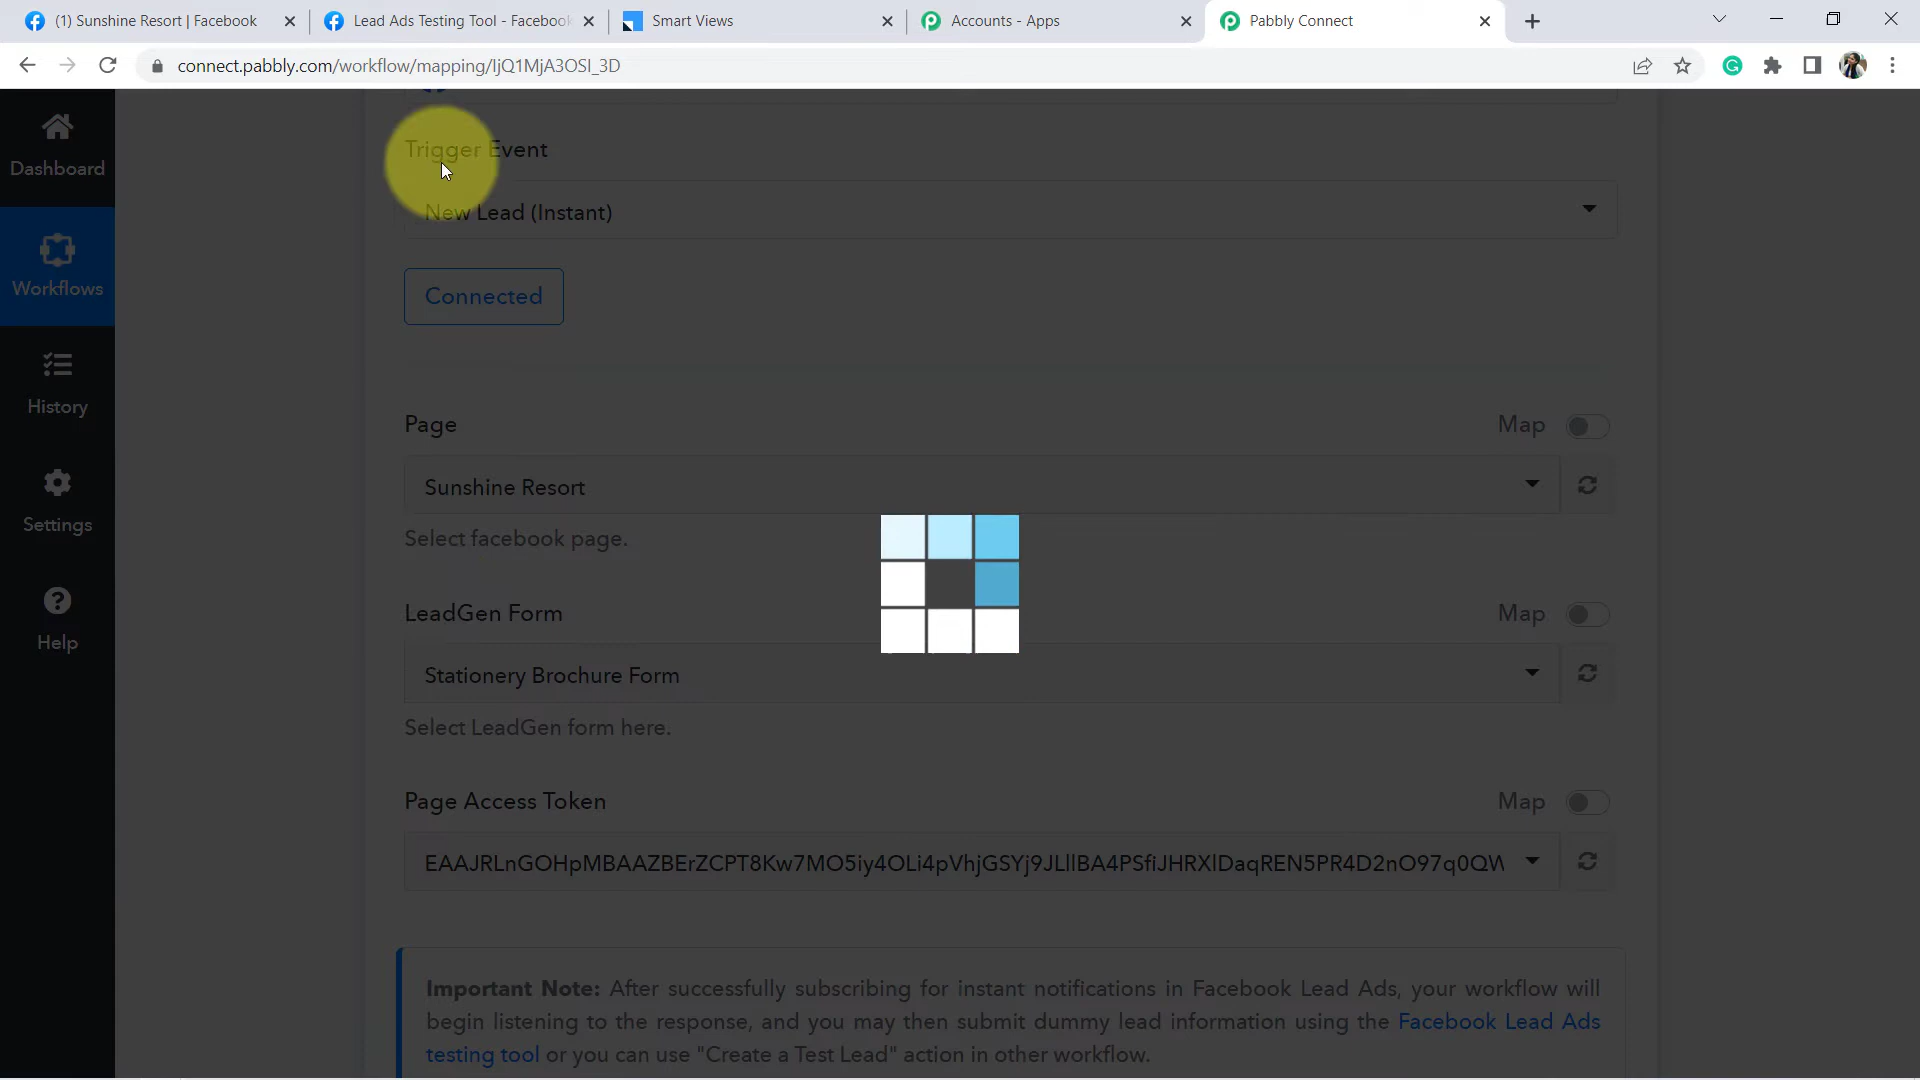 (1) Sunshine Resort | Facebook
Lead Ads Testing Tool - Facebook
Smart Views
Accounts - Apps
Pabbly Connect
connect.pabbly.com/workflow/mapping/IjQ1MjA3OSI_3D
Dashboard
Workflows
History
Settings
Help
Trigger Event
New Lead (Instant)
Connected
Page
Map
Sunshine Resort
Select facebook page.
LeadGen Form
Map
Stationery Brochure Form
Select LeadGen form here.
Page Access Token
Map
EAAJRLnGOHpMBAAZBErZCPT8Kw7MO5iy4OLi4pVhjGSYj9JLllBA4PSfiJHRXlDaqREN5PR4D2nO97q0QW
Important Note: After successfully subscribing for instant notifications in Facebook Lead Ads, your workflow will
begin listening to the response, and you may then submit dummy lead information using the Facebook Lead Ads
testing tool or you can use "Create a Test Lead" action in other workflow.